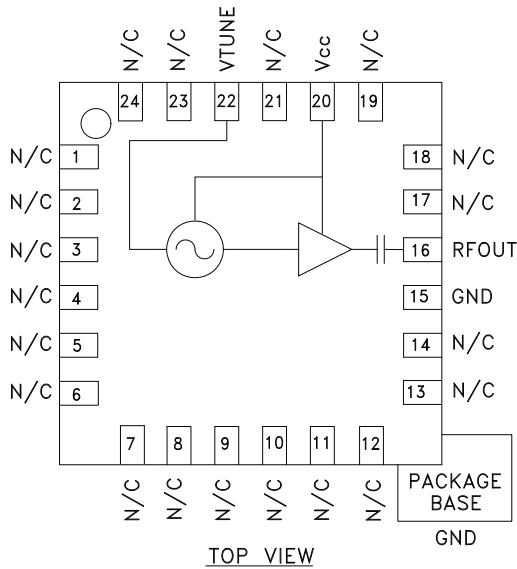 N/C N/C VTUNE N/C Vcc N/C
24 23 22 21 20 19
N/C 1
N/C 2
N/C 3
N/C 4
N/C 5
N/C 6
18 N/C
17 N/C
16 RFOUT
15 GND
14 N/C
13 N/C
7 8 9 10 11 12
N/C N/C N/C N/C N/C N/C
PACKAGE
BASE
GND
TOP VIEW